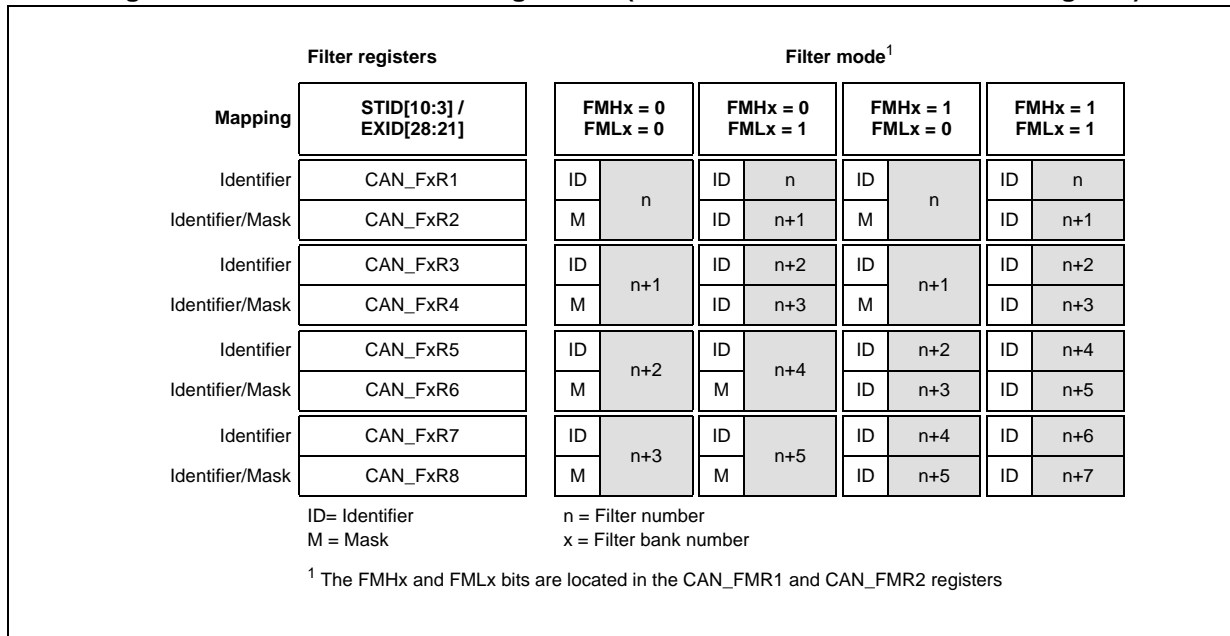 Filter registers Filter mode1
Mapping STID[10:3] / EXID[28:21] FMHx = 0 FMLx = 0 FMHx = 0 FMLx = 1 FMHx = 1 FMLx = 0 FMHx = 1 FMLx = 1
Identifier CAN_FxR1 ID n ID n ID n ID n
Identifier/Mask CAN_FxR2 M ID n+1 M ID n+1
Identifier CAN_FxR3 ID n+1 ID n+2 ID n+1 ID n+2
Identifier/Mask CAN_FxR4 M ID n+3 M ID n+3
Identifier CAN_FxR5 ID n+2 ID n+4 ID n+2 ID n+4
Identifier/Mask CAN_FxR6 M M ID n+3 ID n+5
Identifier CAN_FxR7 ID n+3 ID n+5 ID n+4 ID n+6
Identifier/Mask CAN_FxR8 M M ID n+5 ID n+7
ID= Identifier n = Filter number
M = Mask x = Filter bank number
1 The FMHx and FMLx bits are located in the CAN_FMR1 and CAN_FMR2 registers